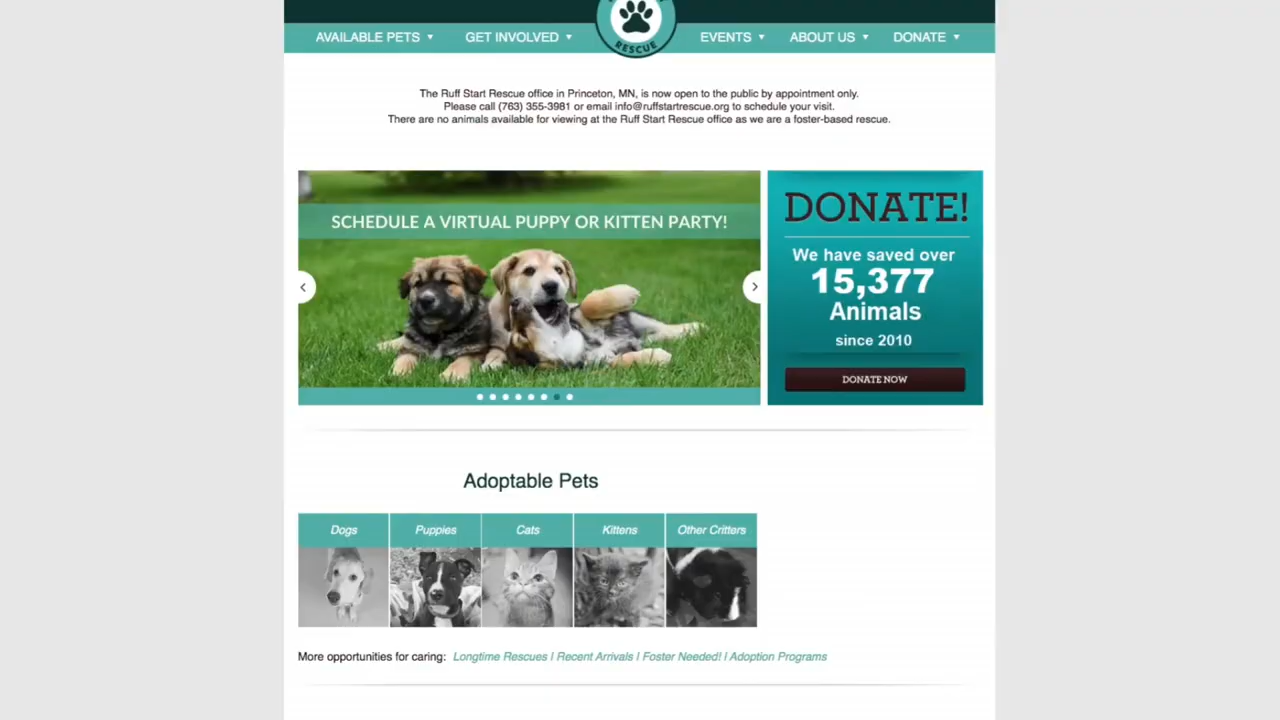 AVAILABLE PETS
GET INVOLVED
RESCUE
EVENTS
ABOUT US
DONATE
The Ruff Start Rescue office in Princeton, MN, is now open to the public by appointment only.
Please call (763) 355-3981 or email info@ruffstartrescue.org to schedule your visit.
There are no animals available for viewing at the Ruff Start Rescue office as we are a foster-based rescue.
SCHEDULE A VIRTUAL PUPPY OR KITTEN PARTY!
DONATE!
We have saved over
15,377
Animals
since 2010
DONATE NOW
Adoptable Pets
Dogs
Puppies
Cats
Kittens
Other Critters
More opportunities for caring: Longtime Rescues | Recent Arrivals | Foster Needed! | Adoption Programs